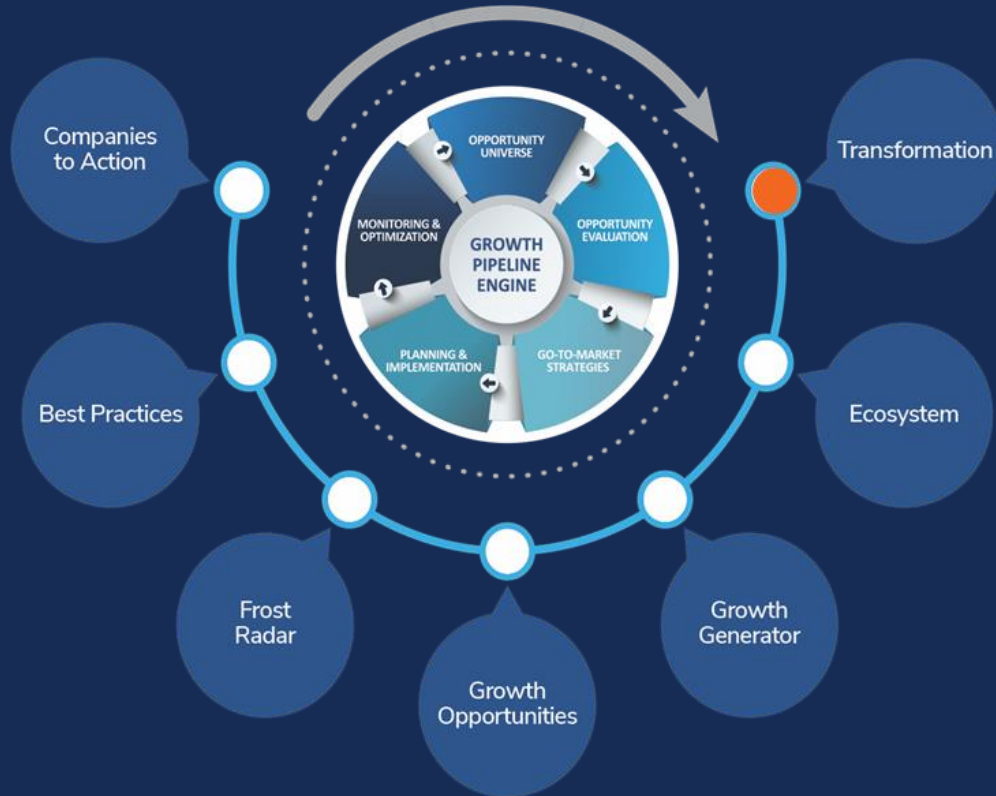 OPPORTUNITY
UNIVERSE
OPPORTUNITY
EVALUATION
GO-TO-MARKET
STRATEGIES
PLANNING &
IMPLEMENTATION
MONITORING &
OPTIMIZATION
GROWTH
PIPELINE
ENGINE
Companies
to Action
Best Practices
Frost
Radar
Growth
Opportunities
Growth
Generator
Ecosystem
Transformation